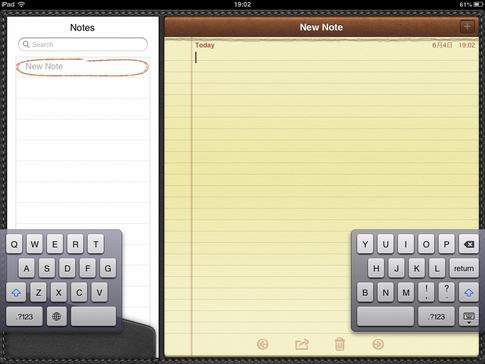 iPad 19:02 61%
Notes
Search
New Note
New Note +
Today 6月4日 19:02
Q W E R T
A S D F G
Z X C V
.?123
Y U I O P
H J K L return
B N M ! , ? .
.?123